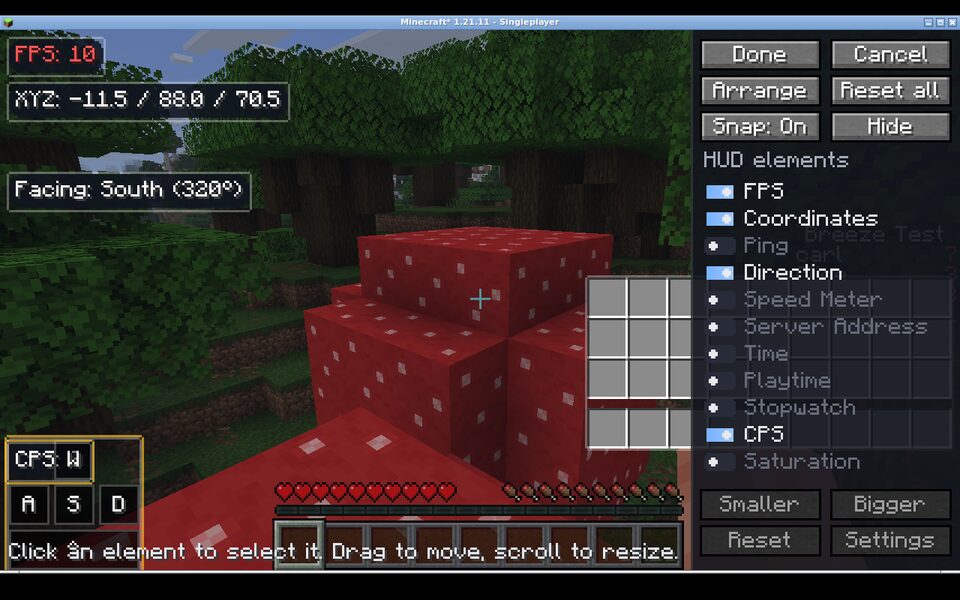 Minecraft* 1.21.11 - Singleplayer
FPS: 10
XYZ: -11.5 / 88.0 / 70.5
Facing: South (320°)
CPS: W
A S D
Click an element to select it. Drag to move, scroll to resize.
Done Cancel
Arrange Reset all
Snap: On Hide
HUD elements
FPS
Coordinates
Ping
Breeze Test
carl
Direction
Speed Meter
Server Address
Time
Playtime
Stopwatch
CPS
Saturation
Smaller Bigger
Reset Settings